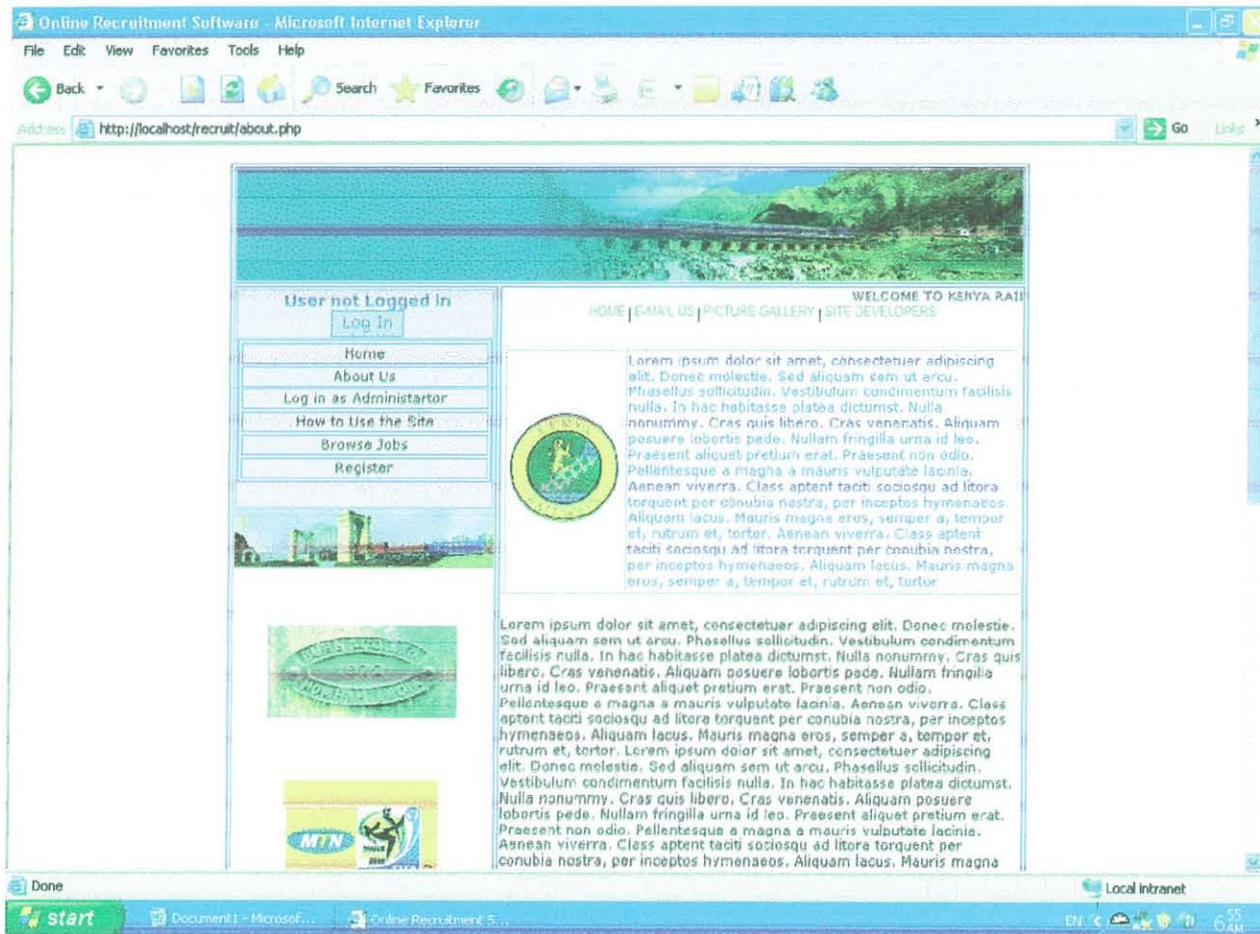 Online Recruitment Software - Microsoft Internet Explorer
File Edit View Favorites Tools Help
Back Search Favorites
Address http://localhost/recruit/about.php Go Links
WELCOME TO KENYA RAIL
HOME | E-MAIL US | PICTURE GALLERY | SITE DEVELOPERS
User not Logged in
Log In
Home
About Us
Log in as Administartor
How to Use the Site
Browse Jobs
Register
Lorem ipsum dolor sit amet, consectetuer adipiscing
elit. Donec molestie. Sed aliquam sem ut arcu.
Phasellus sollicitudin. Vestibulum condimentum facilisis
nulla. In hac habitasse platea dictumst. Nulla
nonummy. Cras quis libero. Cras venenatis. Aliquam
posuere lobortis pede. Nullam fringilla urna id leo.
Praesent aliquet pretium erat. Praesent non odio.
Pellentesque a magna a mauris vulputate lacinia.
Aenean viverra. Class aptent taciti sociosqu ad litora
torquent per conubia nostra, per inceptos hymenaeos.
Aliquam lacus. Mauris magna eros, semper a, tempor
et, rutrum et, tortor. Aenean viverra. Class aptent
taciti sociosqu ad litora torquent per conubia nostra,
per inceptos hymenaeos. Aliquam lacus. Mauris magna
eros, semper a, tempor et, rutrum et, tortor
Lorem ipsum dolor sit amet, consectetuer adipiscing elit. Donec molestie.
Sed aliquam sem ut arcu. Phasellus sollicitudin. Vestibulum condimentum
facilisis nulla. In hac habitasse platea dictumst. Nulla nonummy. Cras quis
libero. Cras venenatis. Aliquam posuere lobortis pede. Nullam fringilla
urna id leo. Praesent aliquet pretium erat. Praesent non odio.
Pellentesque a magna a mauris vulputate lacinia. Aenean viverra. Class
aptent taciti sociosqu ad litora torquent per conubia nostra, per inceptos
hymenaeos. Aliquam lacus. Mauris magna eros, semper a, tempor et,
rutrum et, tortor. Lorem ipsum dolor sit amet, consectetuer adipiscing
elit. Donec molestie. Sed aliquam sem ut arcu. Phasellus sollicitudin.
Vestibulum condimentum facilisis nulla. In hac habitasse platea dictumst.
Nulla nonummy. Cras quis libero. Cras venenatis. Aliquam posuere
lobortis pede. Nullam fringilla urna id leo. Praesent aliquet pretium erat.
Praesent non odio. Pellentesque a magna a mauris vulputate lacinia.
Aenean viverra. Class aptent taciti sociosqu ad litora torquent per
conubia nostra, per inceptos hymenaeos. Aliquam lacus. Mauris magna
MTN
Done Local intranet
start Document1 - Microsof... Online Recruitment S... EN 6:55 AM